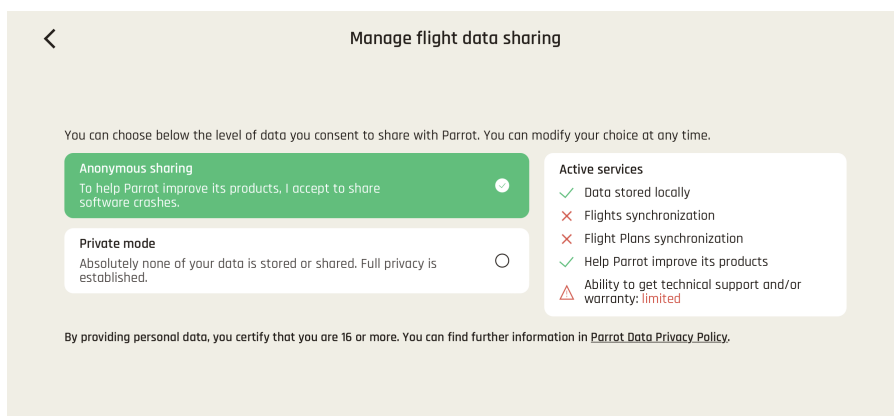 Manage flight data sharing
You can choose below the level of data you consent to share with Parrot. You can modify your choice at any time.
Anonymous sharing
To help Parrot improve its products, I accept to share
software crashes.
Private mode
Absolutely none of your data is stored or shared. Full privacy is
established.
Active services
Data stored locally
Flights synchronization
Flight Plans synchronization
Help Parrot improve its products
Ability to get technical support and/or
warranty: limited
By providing personal data, you certify that you are 16 or more. You can find further information in Parrot Data Privacy Policy.